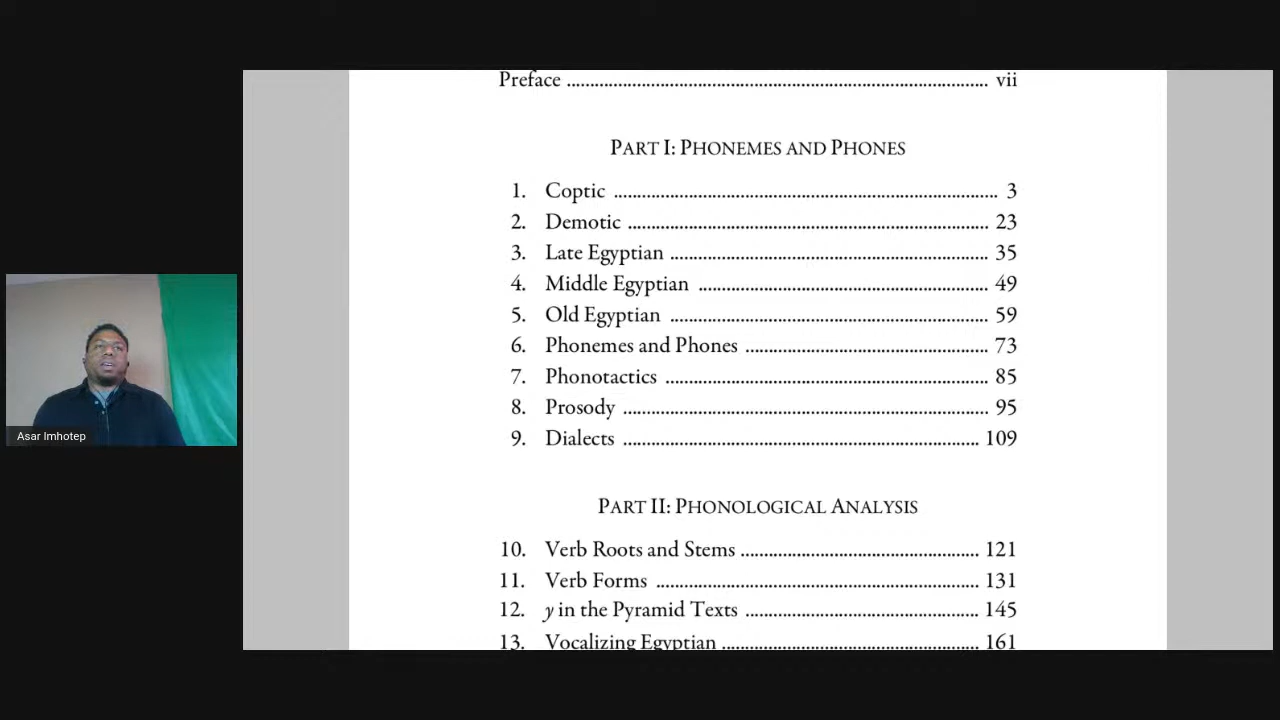 Preface ........ vii
PART I: PHONEMES AND PHONES
1. Coptic ........ 3
2. Demotic ........ 23
3. Late Egyptian ........ 35
4. Middle Egyptian ........ 49
5. Old Egyptian ........ 59
6. Phonemes and Phones ........ 73
7. Phonotactics ........ 85
8. Prosody ........ 95
9. Dialects ........ 109
PART II: PHONOLOGICAL ANALYSIS
10. Verb Roots and Stems ........ 121
11. Verb Forms ........ 131
12. y in the Pyramid Texts ........ 145
13. Vocalizing Egyptian ........ 161
Asar Imhotep